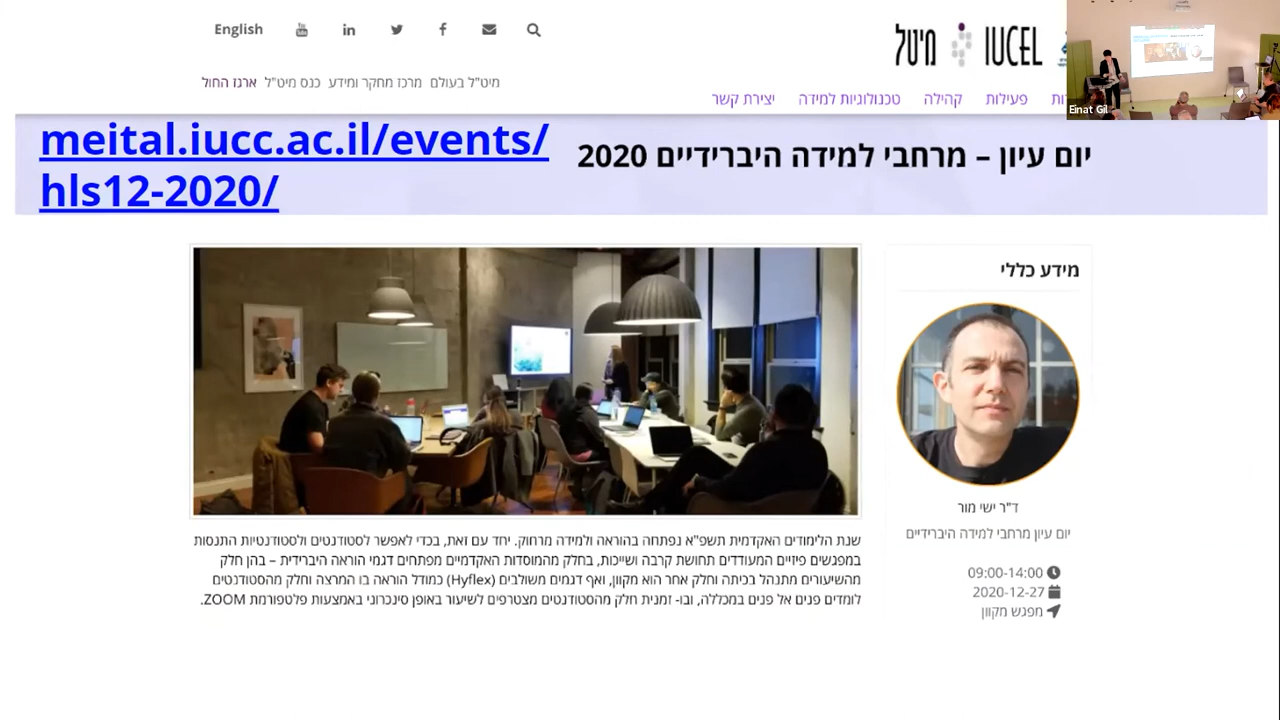 English
מיטל IUCEL
מיט"ל בעולם מרכז מחקר ומידע כנס מיט"ל ארגז החול
פעילות קהילה טכנולוגיות למידה יצירת קשר
Einat Gil
יום עיון – מרחבי למידה היברידיים 2020
meital.iucc.ac.il/events/
hls12-2020/
מידע כללי
ד"ר ישי מור
יום עיון מרחבי למידה היברידיים
09:00-14:00
2020-12-27
מפגש מקוון
שנת הלימודים האקדמית תשפ"א נפתחה בהוראה ולמידה מרחוק. יחד עם זאת, בכדי לאפשר לסטודנטים ולסטודנטיות התנסות
במפגשים פיזיים המעודדים תחושת קרבה ושייכות, בחלק מהמוסדות האקדמיים מפתחים דגמי הוראה היברידית – בהן חלק
מהשיעורים מתנהל בכיתה וחלק אחר הוא מקוון, ואף דגמים משולבים (Hyflex) כמודל הוראה בו המרצה וחלק מהסטודנטים
לומדים פנים אל פנים במכללה, ובו- זמנית חלק מהסטודנטים מצטרפים לשיעור באופן סינכרוני באמצעות פלטפורמת ZOOM.